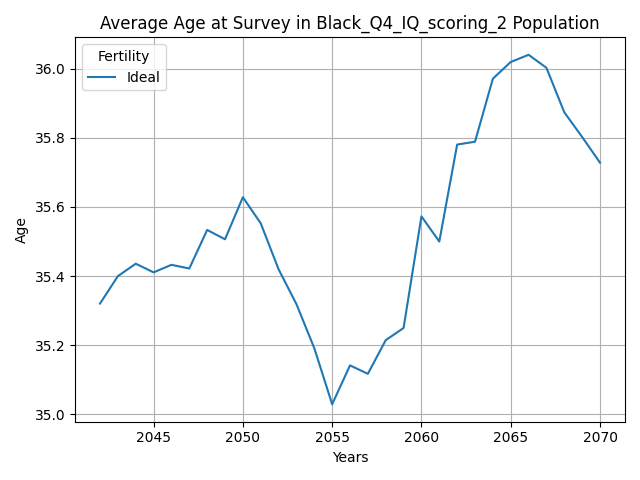 Average Age at Survey in Black_Q4_IQ_scoring_2 Population
Fertility
Ideal
36.0
35.8
35.6
35.4
35.2
35.0
Age
2045 2050 2055 2060 2065 2070
Years